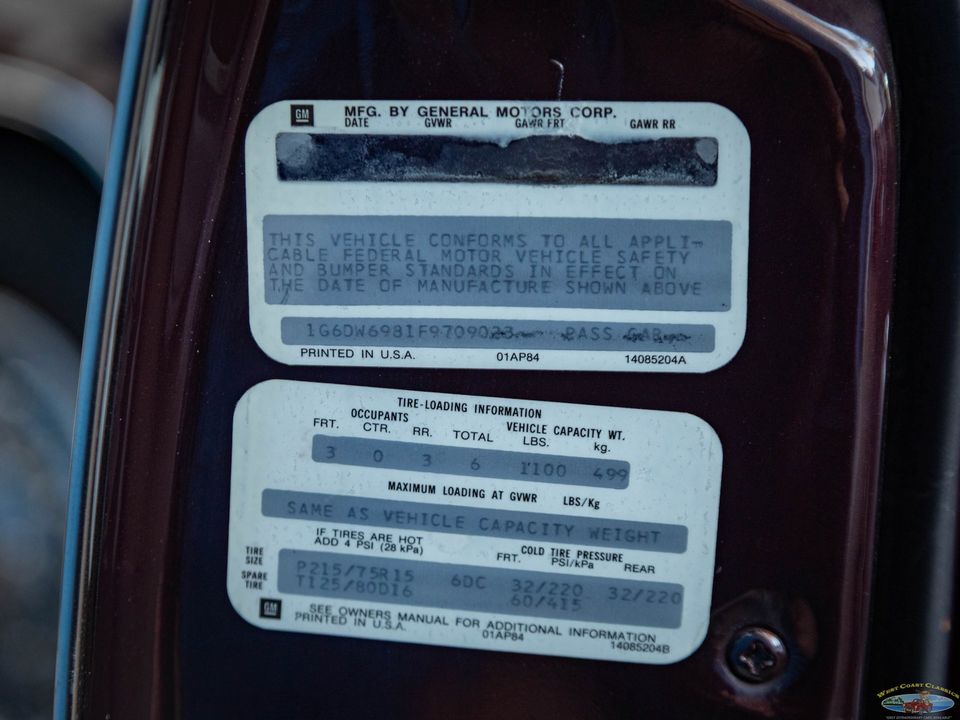 GM MFG. BY GENERAL MOTORS CORP.
DATE GVWR GAWR FRT GAWR RR
THIS VEHICLE CONFORMS TO ALL APPLI-
CABLE FEDERAL MOTOR VEHICLE SAFETY
AND BUMPER STANDARDS IN EFFECT ON
THE DATE OF MANUFACTURE SHOWN ABOVE
PASS CAR
PRINTED IN U.S.A. 01AP84 14085204A
TIRE-LOADING INFORMATION
OCCUPANTS VEHICLE CAPACITY WT.
FRT. CTR. RR. TOTAL LBS. kg.
3 0 3 6 1100 499
MAXIMUM LOADING AT GVWR LBS/Kg
SAME AS VEHICLE CAPACITY WEIGHT
IF TIRES ARE HOT
ADD 4 PSI (28 kPa)
COLD TIRE PRESSURE
FRT. PSI/kPa REAR
TIRE SIZE P215/75R15 6DC 32/220 32/220
SPARE TIRE T125/80D16 60/415
GM SEE OWNERS MANUAL FOR ADDITIONAL INFORMATION
PRINTED IN U.S.A. 01AP84 14085204B
WEST COAST CLASSICS